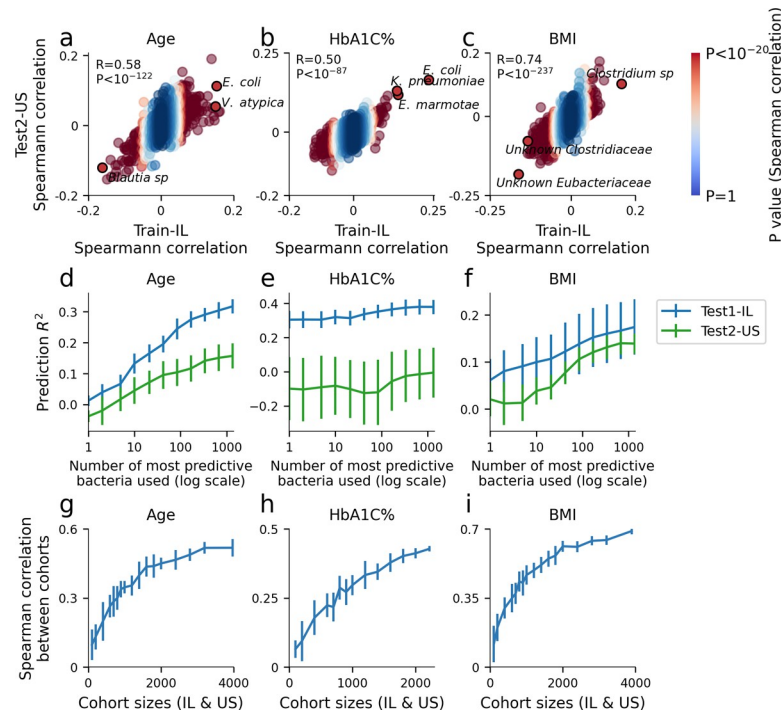 a Age
b HbA1C%
c BMI
R=0.58
P<10^-122
E. coli
V. atypica
Blautia sp
R=0.50
P<10^-87
E. coli
K. pneumoniae
E. marmotae
R=0.74
P<10^-237
Clostridium sp
Unknown Clostridiaceae
Unknown Eubacteriaceae
Test2-US
Spearmann correlation
0.2
0
-0.2
-0.2 0 0.2
Train-IL
Spearmann correlation
0.25
0
-0.2
-0.25 0 0.25
Train-IL
Spearmann correlation
0.2
0
-0.25
-0.25 0 0.2
Train-IL
Spearmann correlation
P<10^-20
P=1
P value (Spearman correlation
d Age
e HbA1C%
f BMI
Prediction R^2
0.3
0.2
0.1
0.0
1 10 100 1000
Number of most predictive
bacteria used (log scale)
0.4
0.2
0.0
−0.2
1 10 100 1000
Number of most predictive
bacteria used (log scale)
0.2
0.1
0.0
1 10 100 1000
Number of most predictive
bacteria used (log scale)
Test1-IL
Test2-US
g Age
h HbA1C%
i BMI
Spearman correlation
between cohorts
0.6
0.3
0
0 2000 4000
Cohort sizes (IL & US)
0.5
0.25
0
0 1000 2000
Cohort sizes (IL & US)
0.7
0.35
0
0 2000 4000
Cohort sizes (IL & US)